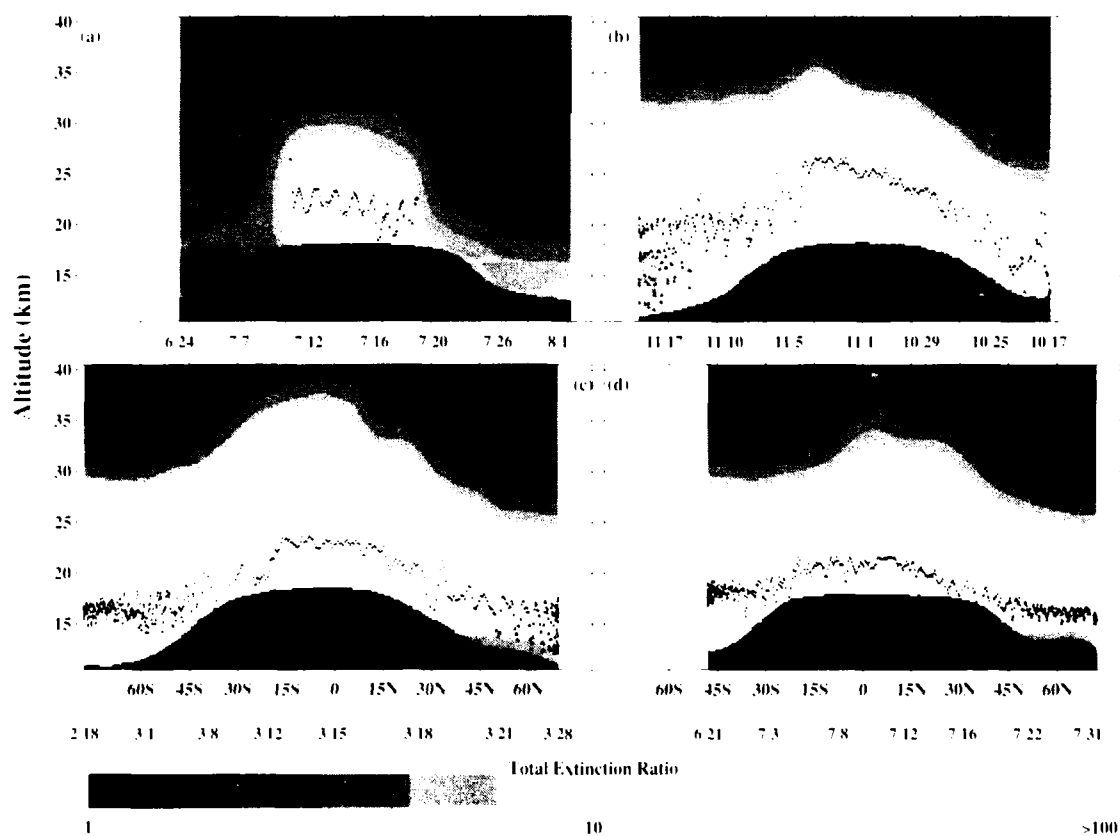 (a) (b)
40
35
30
25
20
15
6 24 7 7 7 12 7 16 7 20 7 26 8 1
11 17 11 10 11 5 11 1 10 29 10 25 10 17
Altitude (km)
(c) (d)
40
35
30
25
20
15
60S 45S 30S 15S 0 15N 30N 45N 60N
60S 45S 30S 15S 0 15N 30N 45N 60N
2 18 3 1 3 8 3 12 3 15 3 18 3 21 3 28
6 21 7 3 7 8 7 12 7 16 7 22 7 31
Total Extinction Ratio
1 10 >100